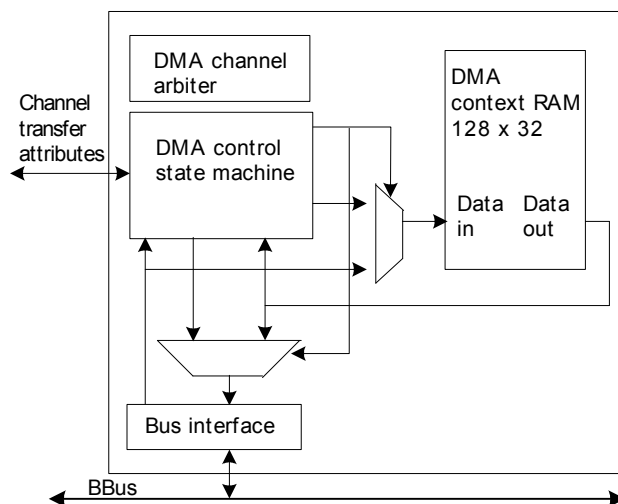 DMA channel
arbiter
DMA
context RAM
128 x 32
Channel
transfer
attributes
DMA control
state machine
Data
in
Data
out
Bus interface
BBus